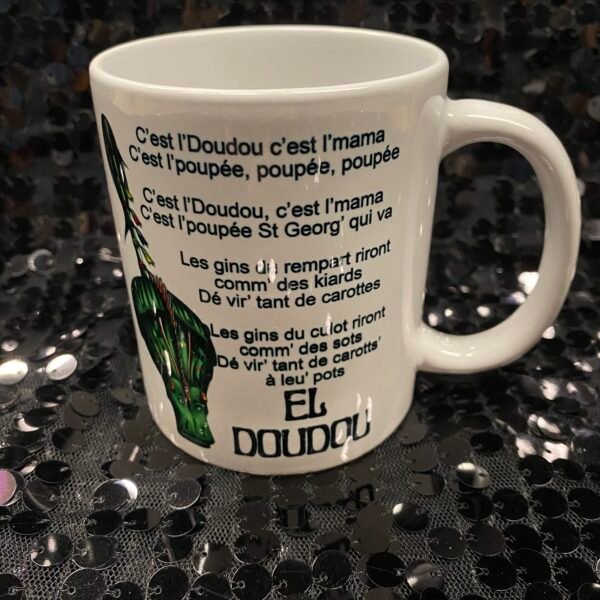 C'est l'Doudou c'est l'mama
C'est l'poupée, poupée, poupée
C'est l'Doudou, c'est l'mama
C'est l'poupée St Georg' qui va
Les gins de rempart riront
comm' des kiards
Dé vir' tant de carottes
Les gins du culot riront
comm' des sots
Dé vir' tant de carotts'
à leu' pots
EL
DOUDOU